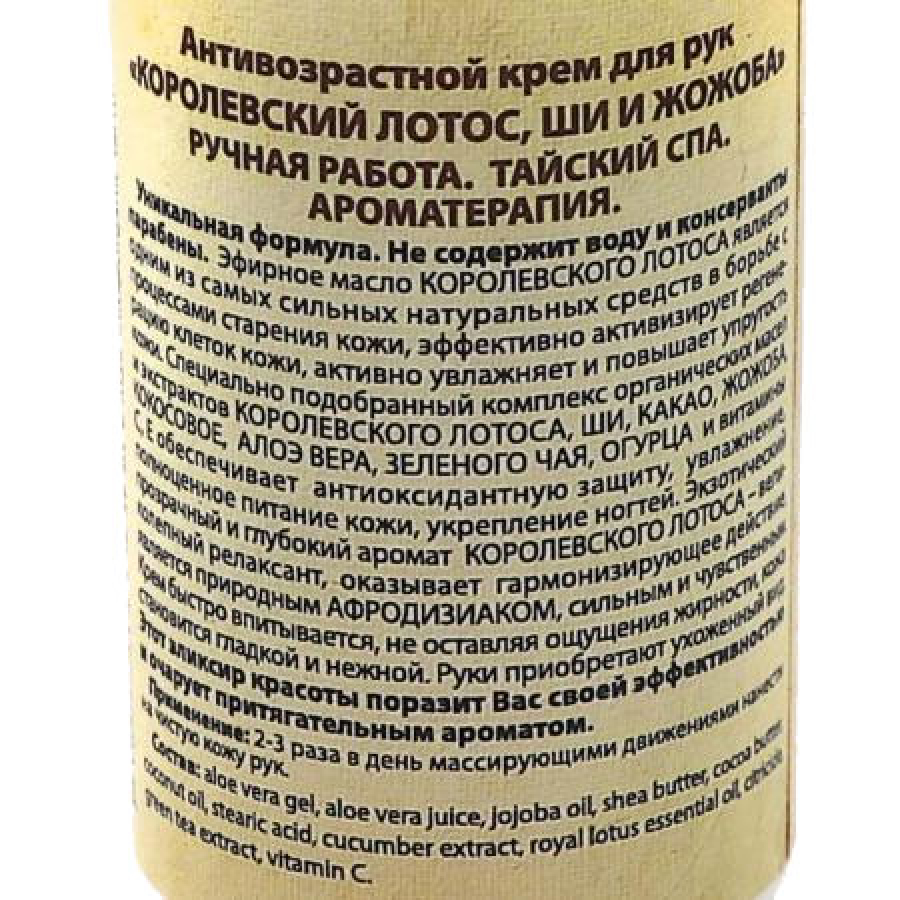 Антивозрастной крем для рук
«КОРОЛЕВСКИЙ ЛОТОС, ШИ И ЖОЖОБА»
РУЧНАЯ РАБОТА. ТАЙСКИЙ СПА.
АРОМАТЕРАПИЯ.
Уникальная формула. Не содержит воду и консерванты
парабены. Эфирное масло КОРОЛЕВСКОГО ЛОТОСА является
одним из самых сильных натуральных средств в борьбе с
процессами старения кожи, эффективно активизирует регене-
рацию клеток кожи, активно увлажняет и повышает упругость
кожи. Специально подобранный комплекс органических масел
и экстрактов КОРОЛЕВСКОГО ЛОТОСА, ШИ, КАКАО, ЖОЖОБА
КОКОСОВОЕ, АЛОЭ ВЕРА, ЗЕЛЕНОГО ЧАЯ, ОГУРЦА и витамины
С, Е обеспечивает антиоксидантную защиту, увлажнение,
полноценное питание кожи, укрепление ногтей. Экзотический
прозрачный и глубокий аромат КОРОЛЕВСКОГО ЛОТОСА – вели-
колепный релаксант, оказывает гармонизирующее действие,
является природным АФРОДИЗИАКОМ, сильным и чувственным.
Крем быстро впитывается, не оставляя ощущения жирности, кожа
становится гладкой и нежной. Руки приобретают ухоженный вид
Этот эликсир красоты поразит Вас своей эффективностью
и очарует притягательным ароматом.
Применение: 2-3 раза в день массирующими движениями нанести
на чистую кожу рук.
Состав: aloe vera gel, aloe vera juice, jojoba oil, shea butter, cocoa butter,
coconut oil, stearic acid, cucumber extract, royal lotus essential oil,
green tea extract, vitamin C.